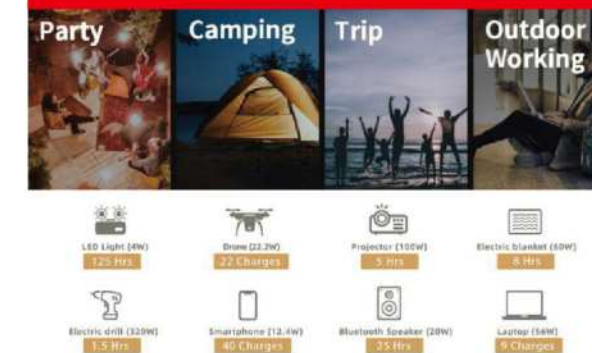 Party
Camping
Trip
Outdoor
Working
LED Light (4W)
125 Hrs
Drone (22.2W)
22 Charges
Projector (100W)
5 Hrs
Electric blanket (60W)
8 Hrs
Electric drill (320W)
1.5 Hrs
Smartphone (12.4W)
40 Charges
Bluetooth Speaker (20W)
25 Hrs
Laptop (56W)
9 Charges